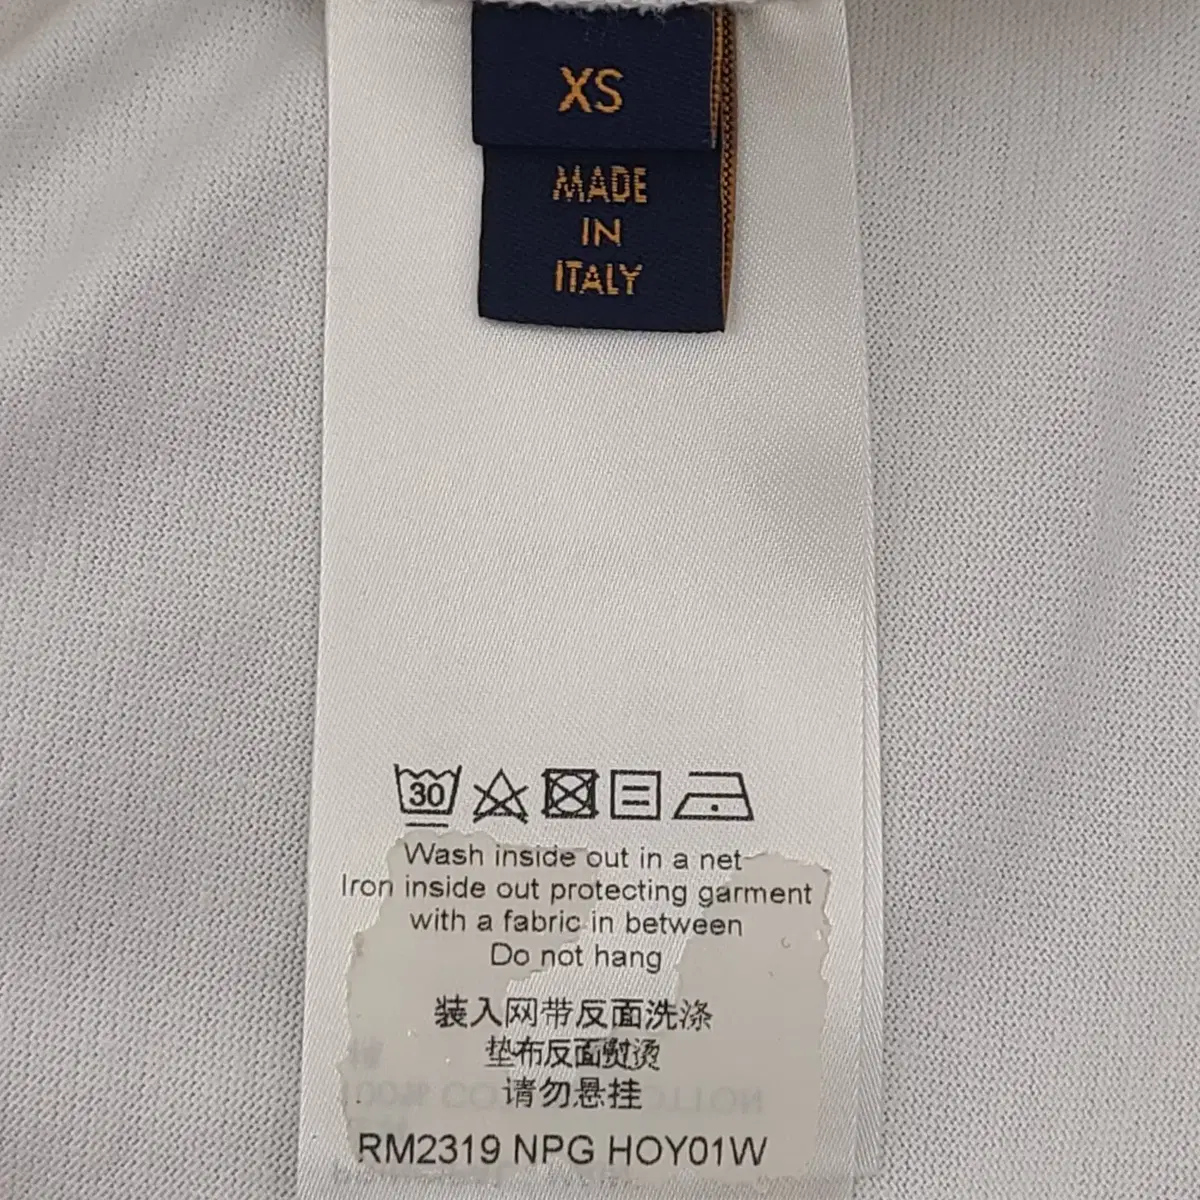 XS
MADE
IN
ITALY
30
Wash inside out in a net
Iron inside out protecting garment
with a fabric in between
Do not hang
装入网带反面洗涤
垫布反面熨烫
请勿悬挂
RM2319 NPG HOY01W